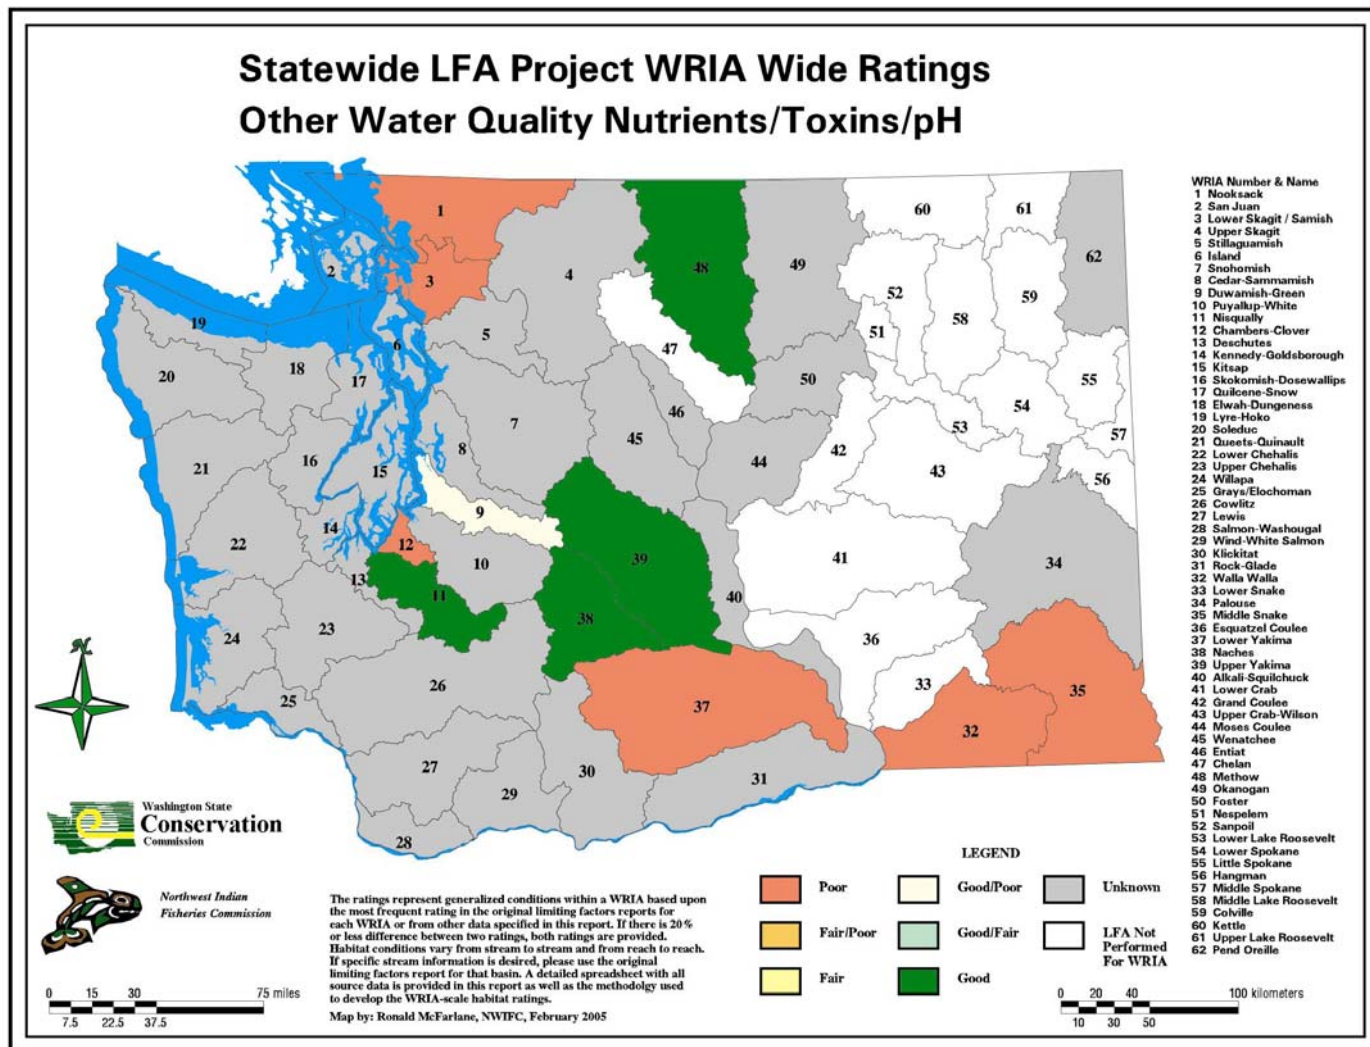 Statewide LFA Project WRIA Wide Ratings
Other Water Quality Nutrients/Toxins/pH
WRIA Number & Name
1 Nooksack
2 San Juan
3 Lower Skagit / Samish
4 Upper Skagit
5 Stillaguamish
6 Island
7 Snohomish
8 Cedar-Sammamish
9 Duwamish-Green
10 Puyallup-White
11 Nisqually
12 Chambers-Clover
13 Deschutes
14 Kennedy-Goldsborough
15 Kitsap
16 Skokomish-Dosewallips
17 Quilcene-Snow
18 Elwah-Dungeness
19 Lyre-Hoko
20 Soleduc
21 Queets-Quinault
22 Lower Chehalis
23 Upper Chehalis
24 Willapa
25 Grays/Elochoman
26 Cowlitz
27 Lewis
28 Salmon-Washougal
29 Wind-White Salmon
30 Klickitat
31 Rock-Glade
32 Walla Walla
33 Lower Snake
34 Palouse
35 Middle Snake
36 Esquatzel Coulee
37 Lower Yakima
38 Naches
39 Upper Yakima
40 Alkali-Squilchuck
41 Lower Crab
42 Grand Coulee
43 Upper Crab-Wilson
44 Moses Coulee
45 Wenatchee
46 Entiat
47 Chelan
48 Methow
49 Okanogan
50 Foster
51 Nespelem
52 Sanpoil
53 Lower Lake Roosevelt
54 Lower Spokane
55 Little Spokane
56 Hangman
57 Middle Spokane
58 Middle Lake Roosevelt
59 Colville
60 Kettle
61 Upper Lake Roosevelt
62 Pend Oreille
1
60
61
62
2
3
4
48
49
19
5
47
52
59
51
58
6
20
18
17
50
55
46
54
7
45
53
57
8
42
21
16
15
44
43
56
9
14
22
12
10
39
41
34
13
11
40
38
24
23
36
26
33
35
25
37
32
27
30
31
29
28
N
Washington State
Conservation
Commission
Northwest Indian
Fisheries Commission
The ratings represent generalized conditions within a WRIA based upon
the most frequent rating in the original limiting factors reports for
each WRIA or from other data specified in this report. If there is 20%
or less difference between two ratings, both ratings are provided.
Habitat conditions vary from stream to stream and from reach to reach.
If specific stream information is desired, please use the original
limiting factors report for that basin. A detailed spreadsheet with all
source data is provided in this report as well as the methodolgy used
to develop the WRIA-scale habitat ratings.
Map by: Ronald McFarlane, NWIFC, February 2005
LEGEND
Poor
Good/Poor
Unknown
Fair/Poor
Good/Fair
LFA Not
Performed
For WRIA
Fair
Good
0 15 30 75 miles
7.5 22.5 37.5
0 20 40 100 kilometers
10 30 50